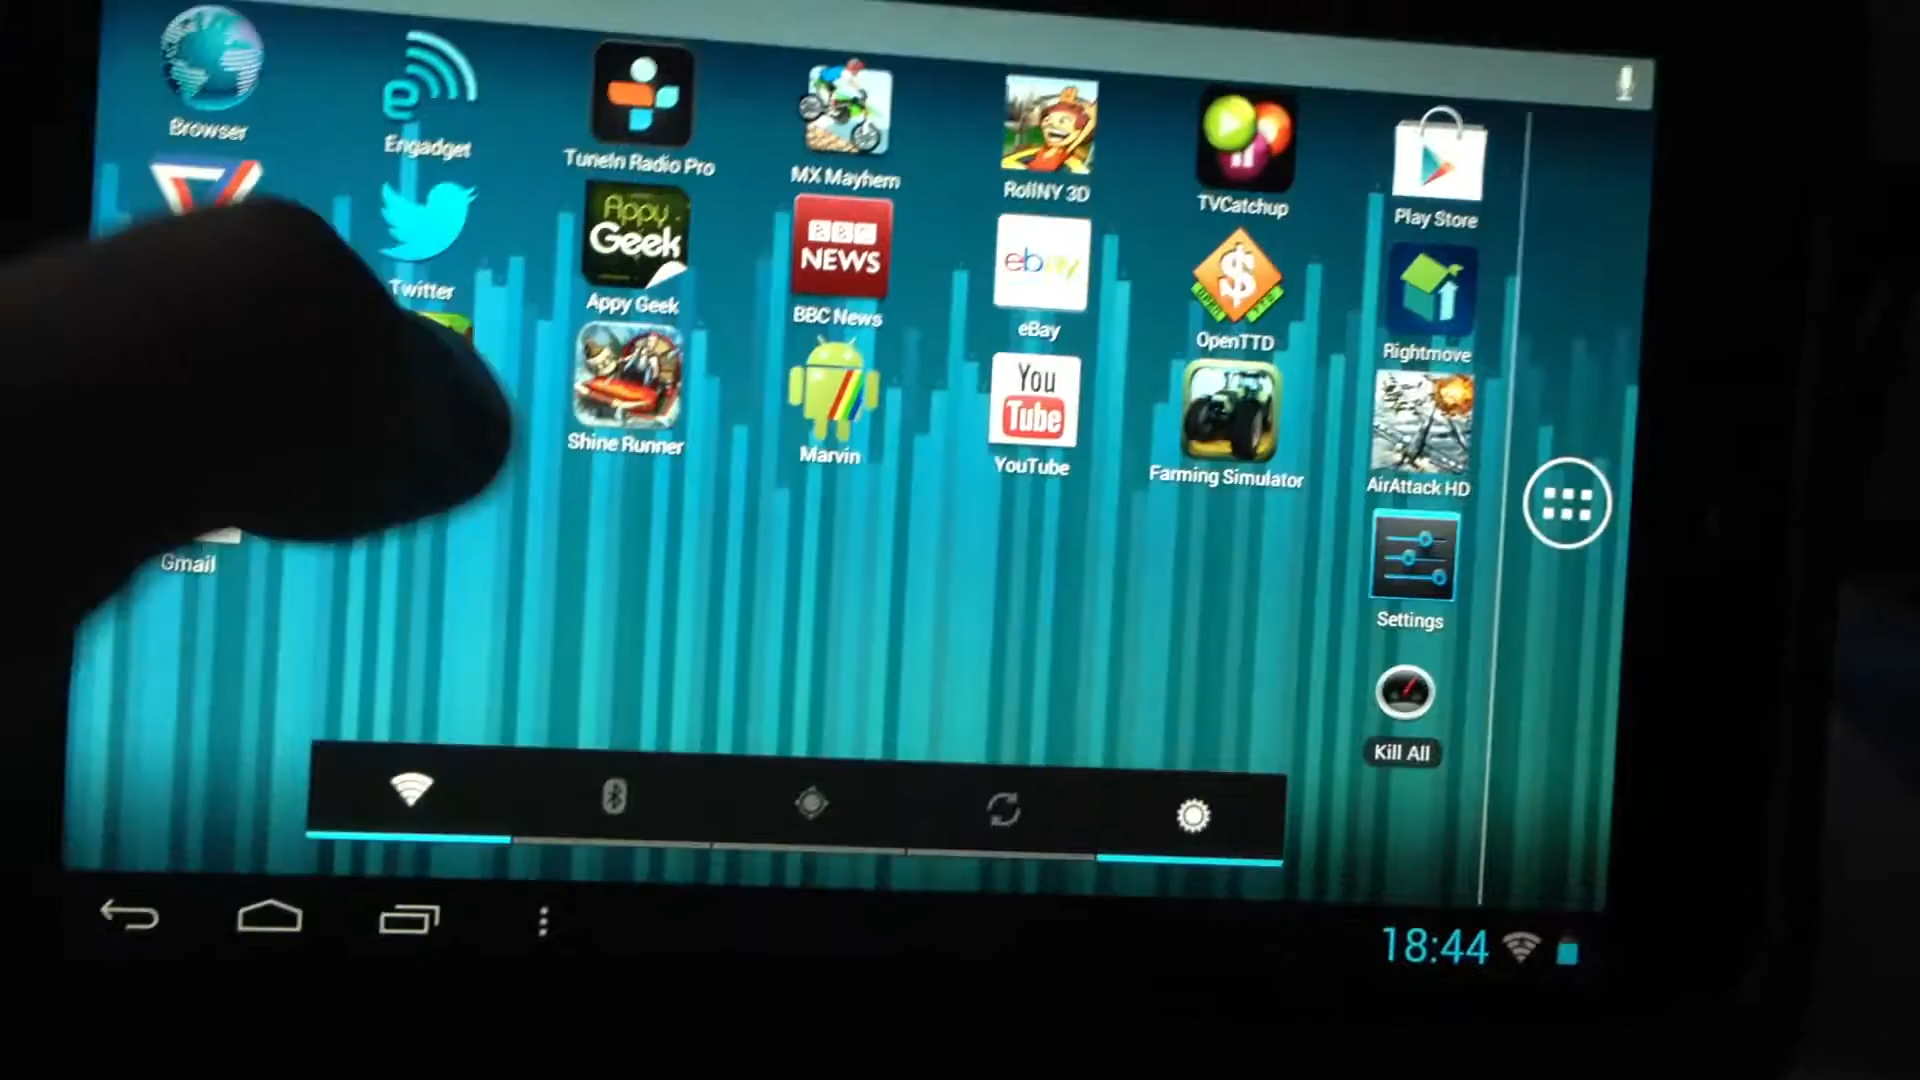 Browser
Engadget
TuneIn Radio Pro
MX Mayhem
RollNY 3D
TVCatchup
Play Store
Twitter
Appy
Geek
Appy Geek
BBC
NEWS
BBC News
ebay
eBay
OPEN TTD
OpenTTD
Rightmove
Shine Runner
Marvin
You
Tube
YouTube
Farming Simulator
AirAttack HD
Gmail
Settings
Kill All
18:44